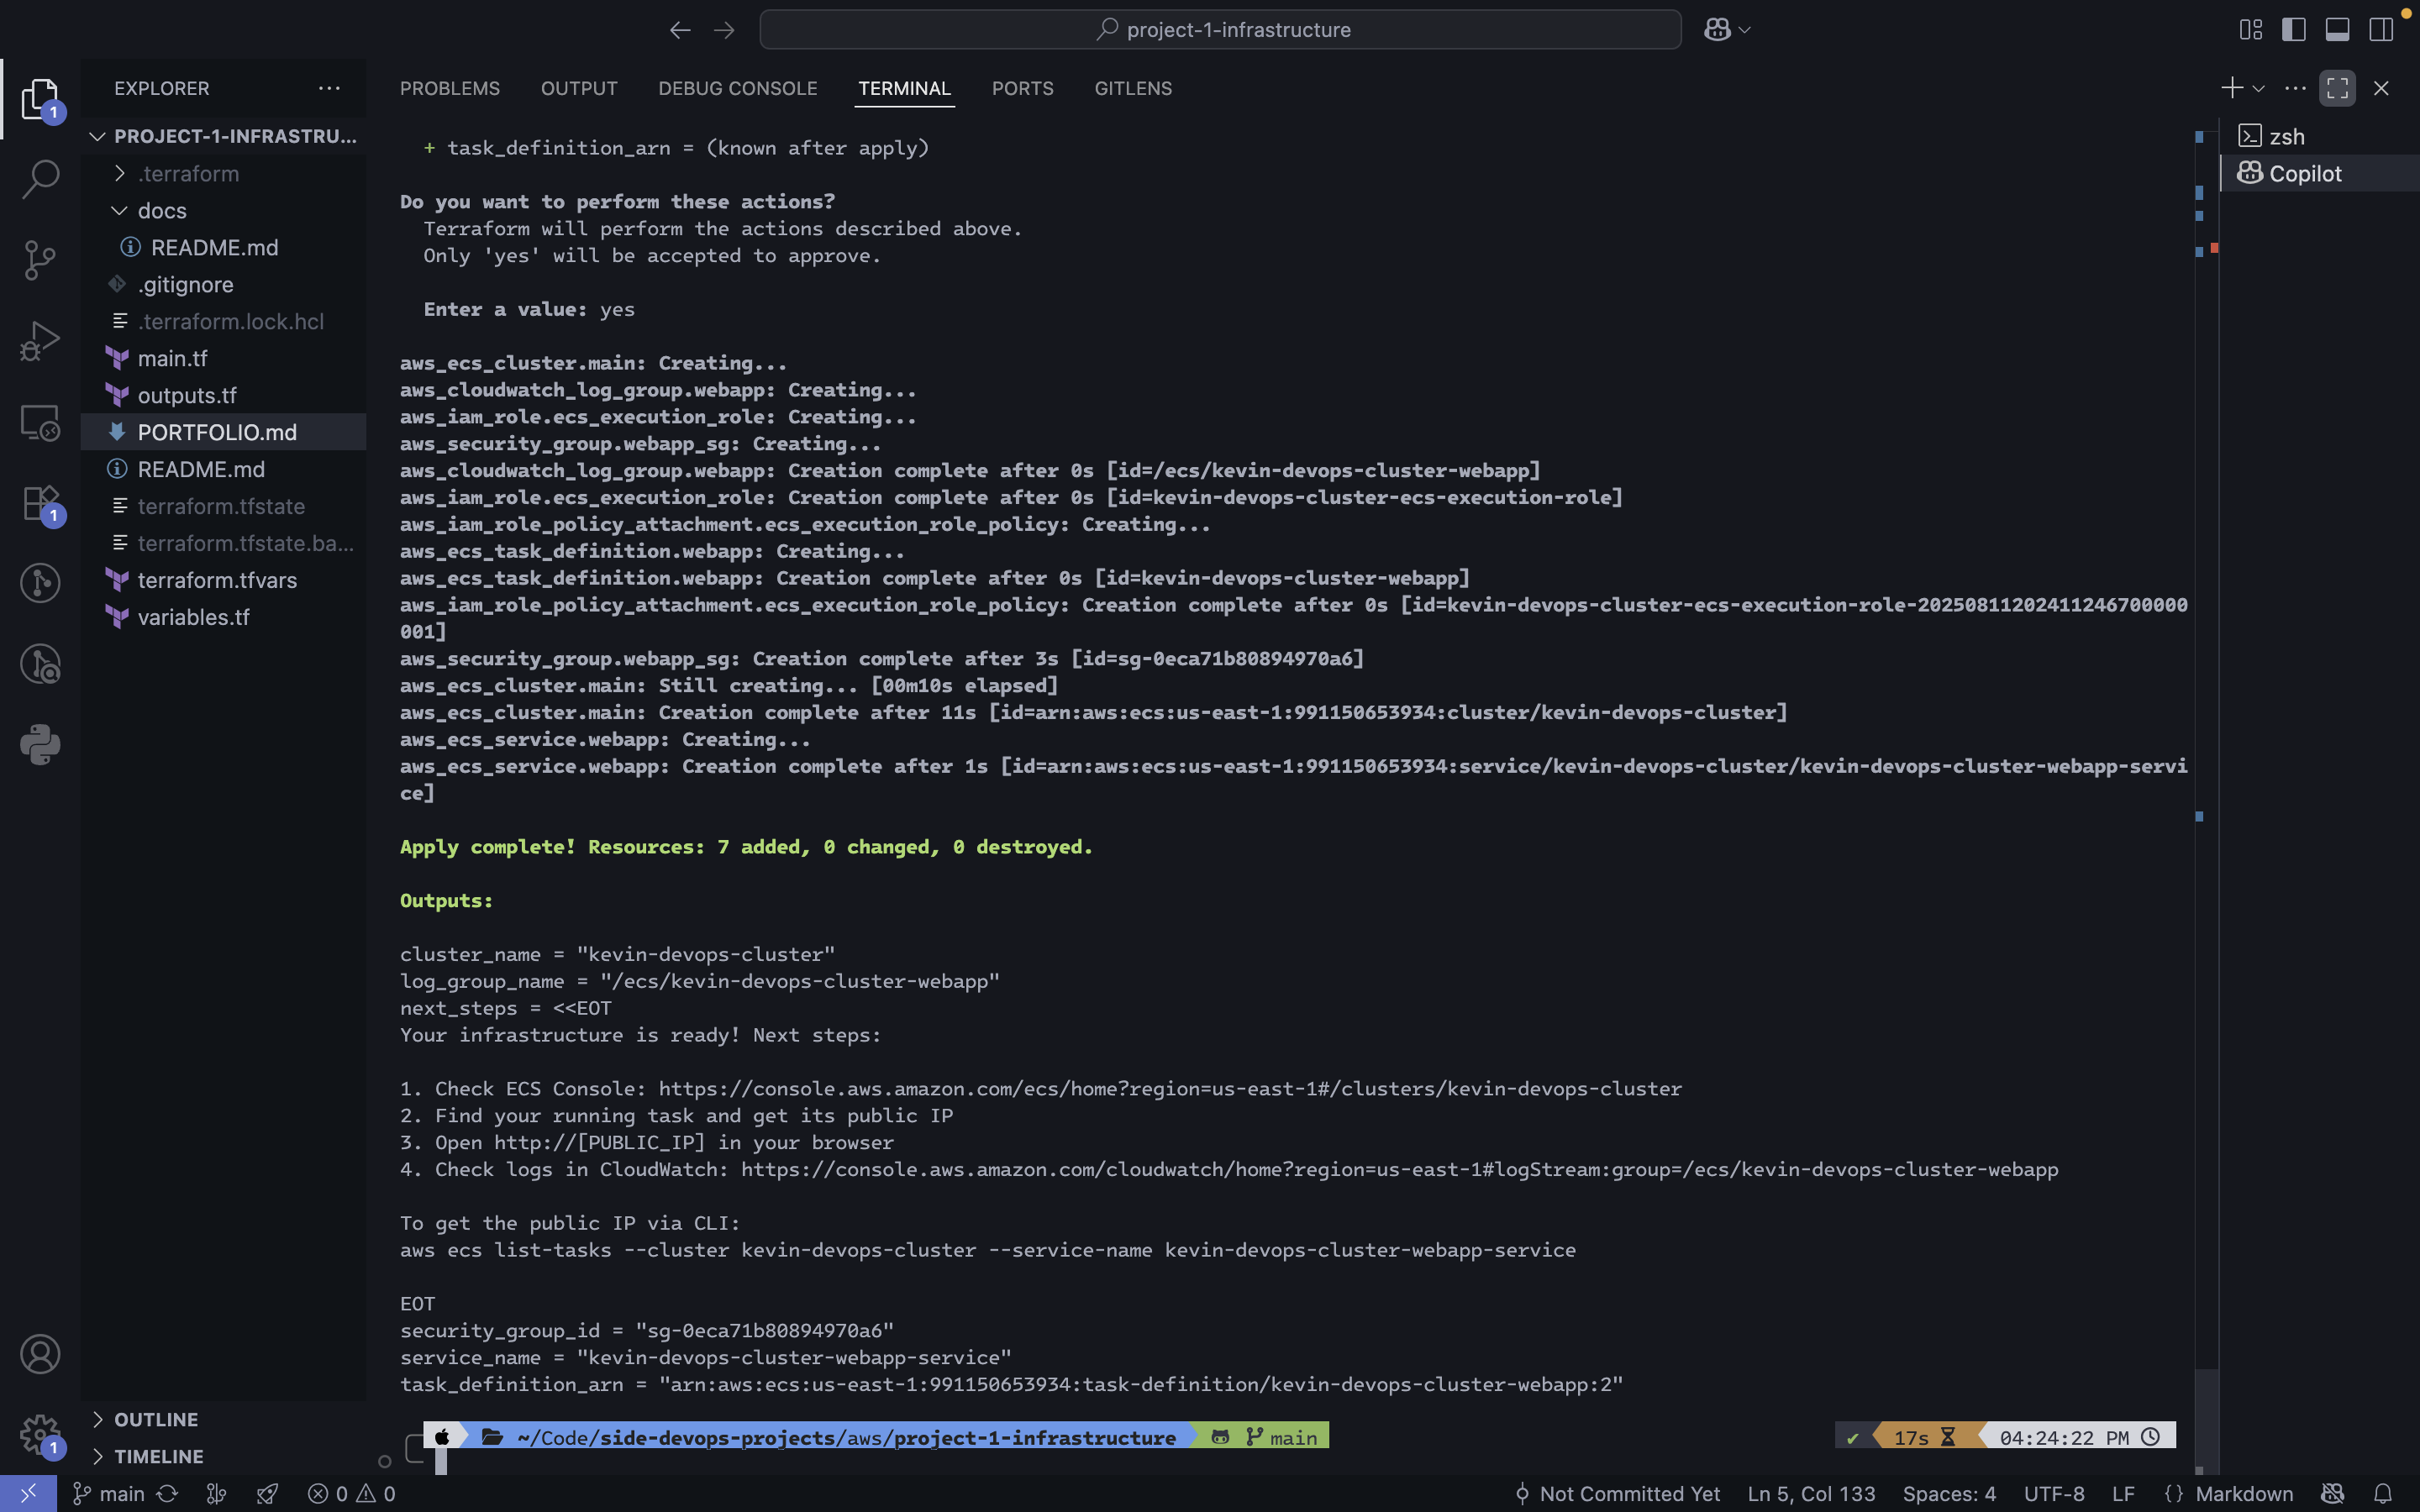 project-1-infrastructure
EXPLORER
PROJECT-1-INFRASTRU...
.terraform
docs
README.md
.gitignore
.terraform.lock.hcl
main.tf
outputs.tf
PORTFOLIO.md
README.md
terraform.tfstate
terraform.tfstate.ba...
terraform.tfvars
variables.tf
OUTLINE
TIMELINE
1
1
1
PROBLEMS OUTPUT DEBUG CONSOLE TERMINAL PORTS GITLENS
zsh
Copilot
+ task_definition_arn = (known after apply)
Do you want to perform these actions?
Terraform will perform the actions described above.
Only 'yes' will be accepted to approve.
Enter a value: yes
aws_ecs_cluster.main: Creating...
aws_cloudwatch_log_group.webapp: Creating...
aws_iam_role.ecs_execution_role: Creating...
aws_security_group.webapp_sg: Creating...
aws_cloudwatch_log_group.webapp: Creation complete after 0s [id=/ecs/kevin-devops-cluster-webapp]
aws_iam_role.ecs_execution_role: Creation complete after 0s [id=kevin-devops-cluster-ecs-execution-role]
aws_iam_role_policy_attachment.ecs_execution_role_policy: Creating...
aws_ecs_task_definition.webapp: Creating...
aws_ecs_task_definition.webapp: Creation complete after 0s [id=kevin-devops-cluster-webapp]
aws_iam_role_policy_attachment.ecs_execution_role_policy: Creation complete after 0s [id=kevin-devops-cluster-ecs-execution-role-20250811202411246700000
001]
aws_security_group.webapp_sg: Creation complete after 3s [id=sg-0eca71b80894970a6]
aws_ecs_cluster.main: Still creating... [00m10s elapsed]
aws_ecs_cluster.main: Creation complete after 11s [id=arn:aws:ecs:us-east-1:991150653934:cluster/kevin-devops-cluster]
aws_ecs_service.webapp: Creating...
aws_ecs_service.webapp: Creation complete after 1s [id=arn:aws:ecs:us-east-1:991150653934:service/kevin-devops-cluster/kevin-devops-cluster-webapp-servi
ce]
Apply complete! Resources: 7 added, 0 changed, 0 destroyed.
Outputs:
cluster_name = "kevin-devops-cluster"
log_group_name = "/ecs/kevin-devops-cluster-webapp"
next_steps = <<EOT
Your infrastructure is ready! Next steps:
1. Check ECS Console: https://console.aws.amazon.com/ecs/home?region=us-east-1#/clusters/kevin-devops-cluster
2. Find your running task and get its public IP
3. Open http://[PUBLIC_IP] in your browser
4. Check logs in CloudWatch: https://console.aws.amazon.com/cloudwatch/home?region=us-east-1#logStream:group=/ecs/kevin-devops-cluster-webapp
To get the public IP via CLI:
aws ecs list-tasks --cluster kevin-devops-cluster --service-name kevin-devops-cluster-webapp-service
EOT
security_group_id = "sg-0eca71b80894970a6"
service_name = "kevin-devops-cluster-webapp-service"
task_definition_arn = "arn:aws:ecs:us-east-1:991150653934:task-definition/kevin-devops-cluster-webapp:2"
~/Code/side-devops-projects/aws/project-1-infrastructure main ✔ 17s 04:24:22 PM
main 0 0 Not Committed Yet Ln 5, Col 133 Spaces: 4 UTF-8 LF {} Markdown